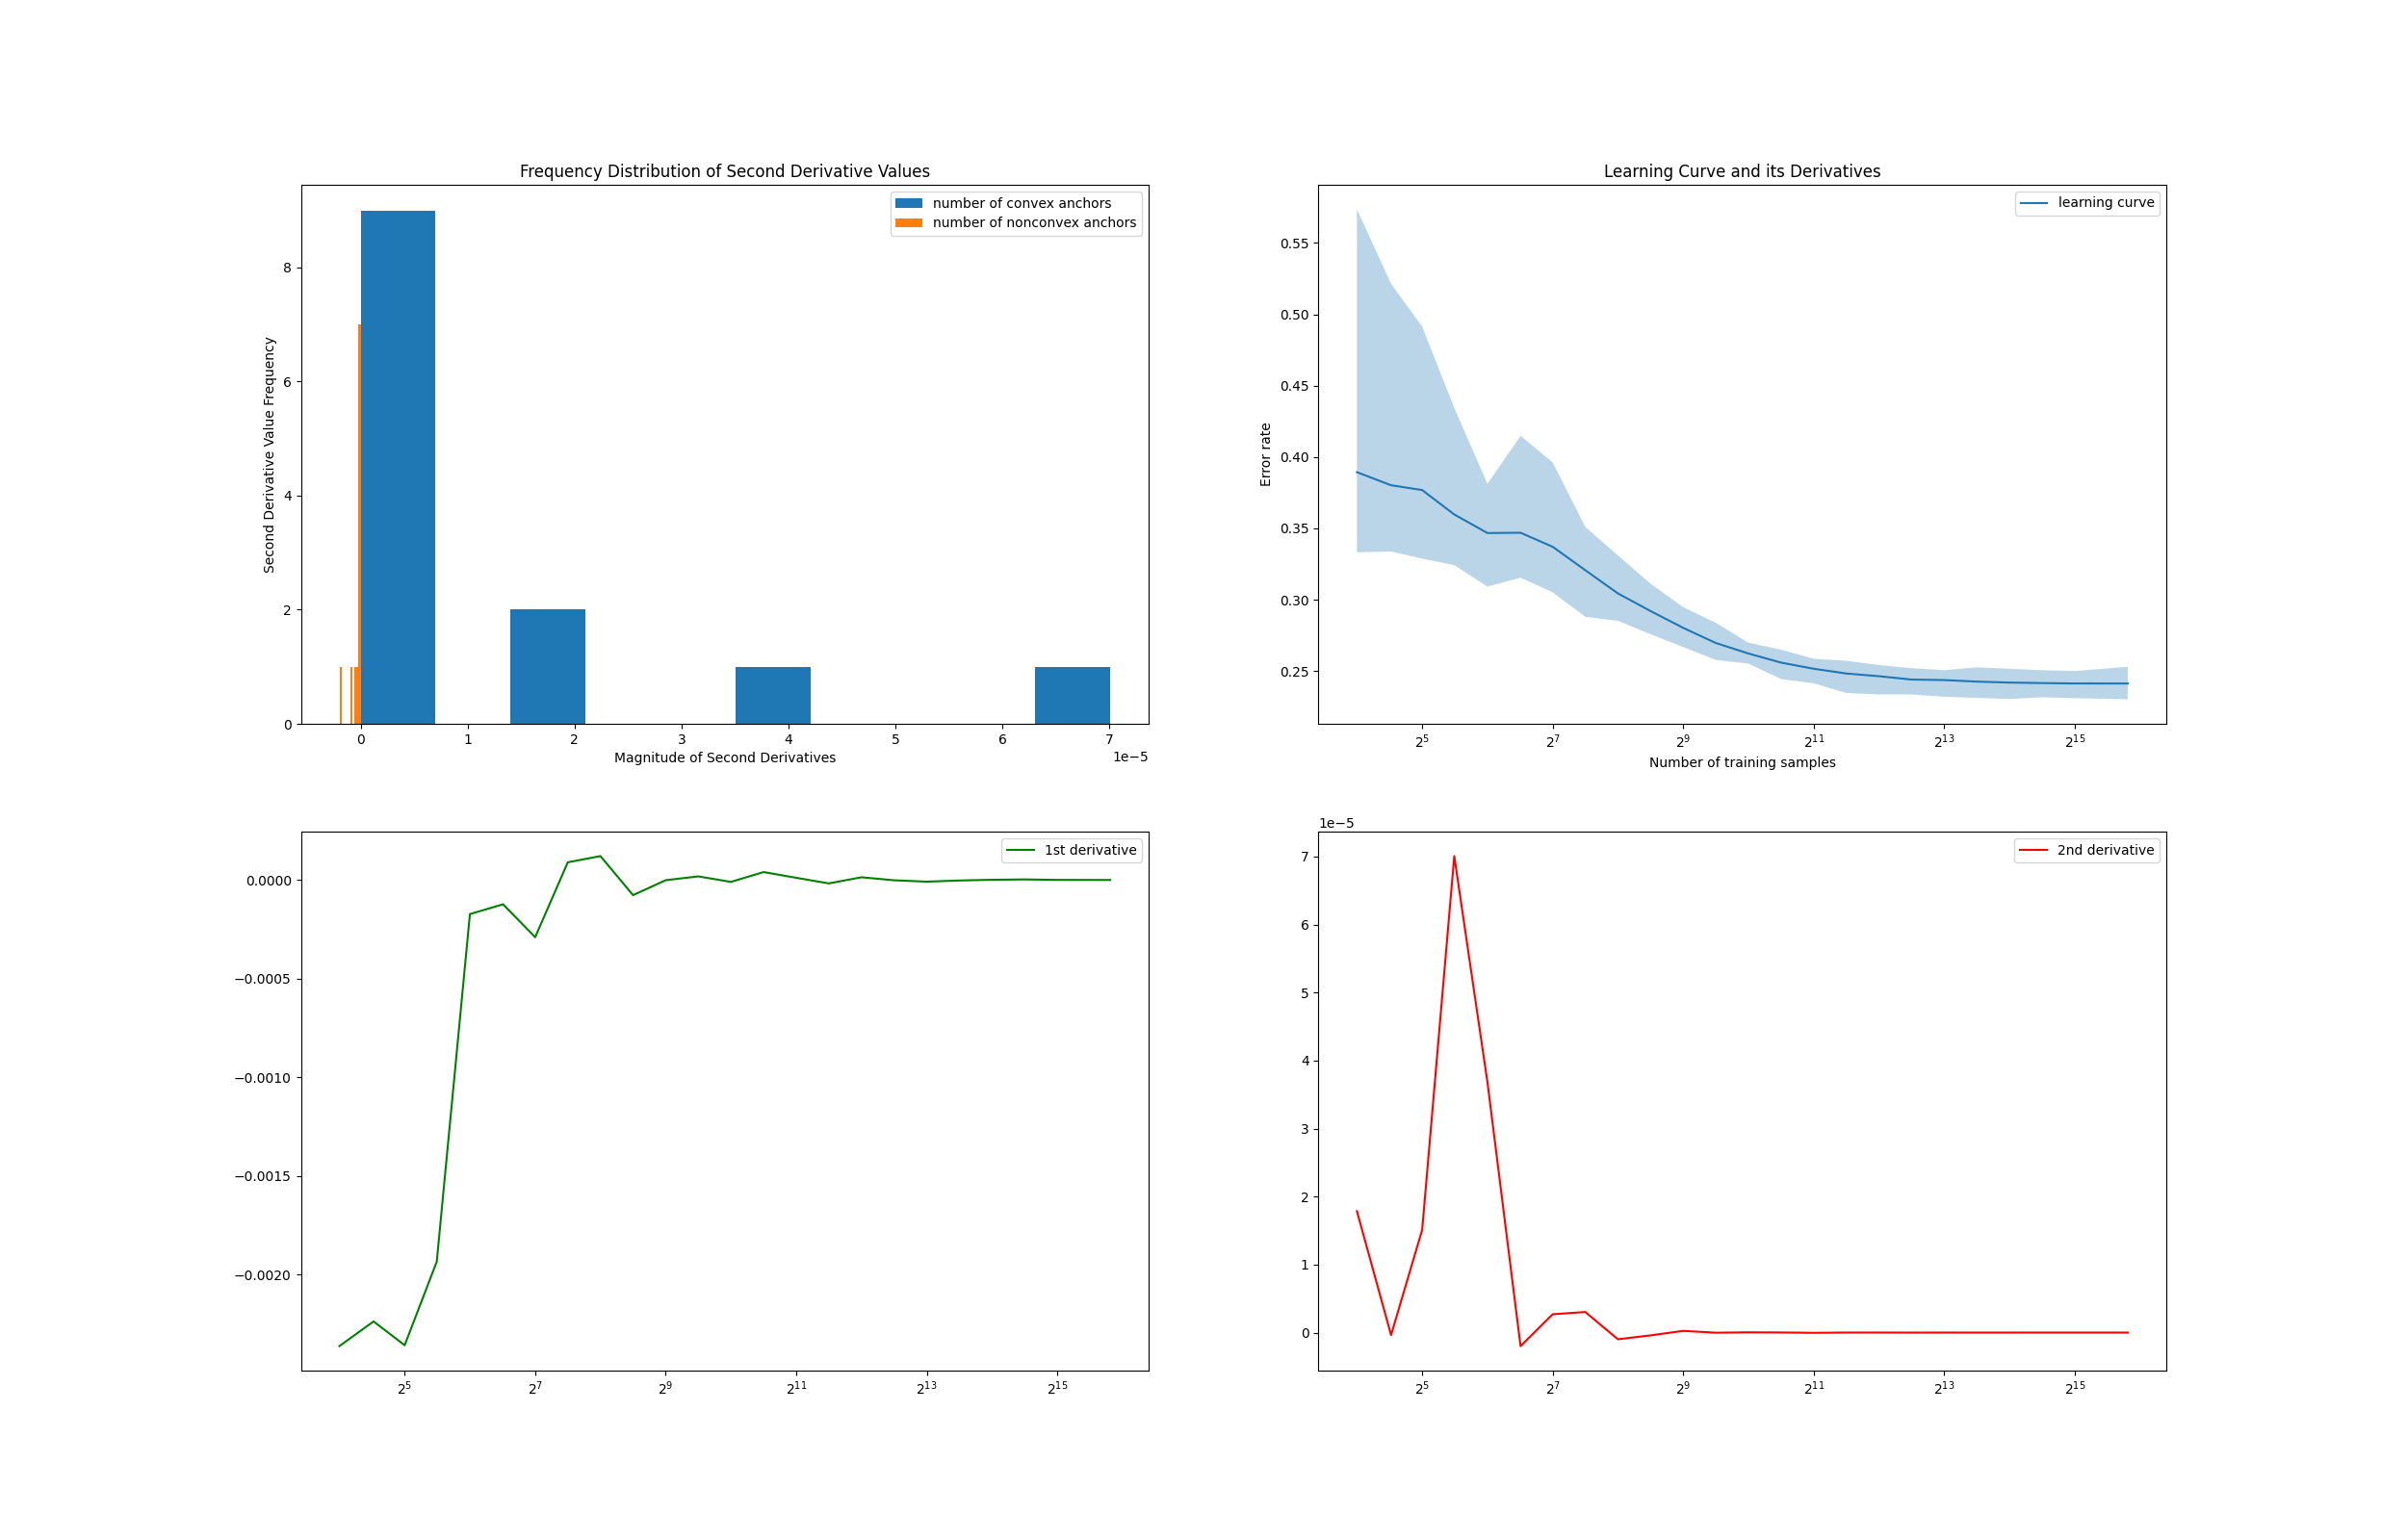 Frequency Distribution of Second Derivative Values
number of convex anchors
number of nonconvex anchors
Second Derivative Value Frequency
8
6
4
2
0
0 1 2 3 4 5 6 7
1e−5
Magnitude of Second Derivatives
Learning Curve and its Derivatives
learning curve
Error rate
0.55
0.50
0.45
0.40
0.35
0.30
0.25
2^5 2^7 2^9 2^11 2^13 2^15
Number of training samples
1st derivative
0.0000
−0.0005
−0.0010
−0.0015
−0.0020
2^5 2^7 2^9 2^11 2^13 2^15
1e−5
2nd derivative
7
6
5
4
3
2
1
0
2^5 2^7 2^9 2^11 2^13 2^15